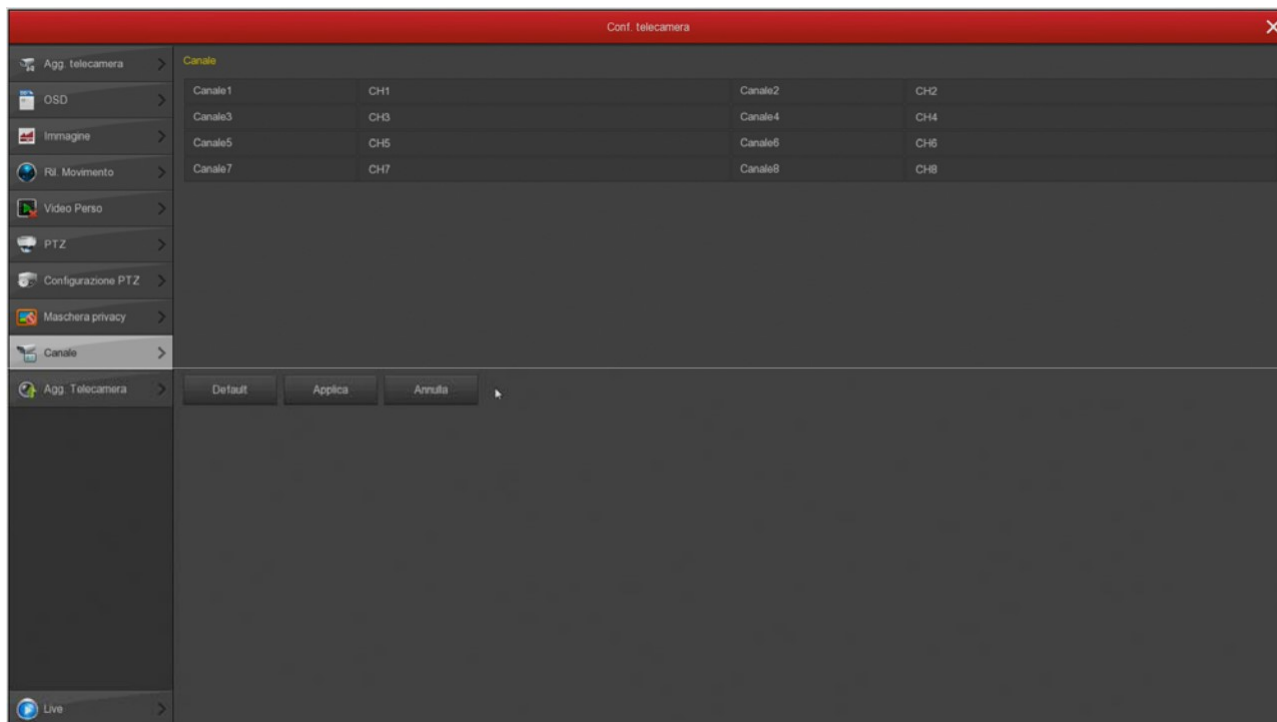 Conf. telecamera
Agg. telecamera
OSD
Immagine
Ril. Movimento
Video Perso
PTZ
Configurazione PTZ
Maschera privacy
Canale
Agg. Telecamera
Live
Canale
Canale1 CH1 Canale2 CH2
Canale3 CH3 Canale4 CH4
Canale5 CH5 Canale6 CH6
Canale7 CH7 Canale8 CH8
Default Applica Annulla